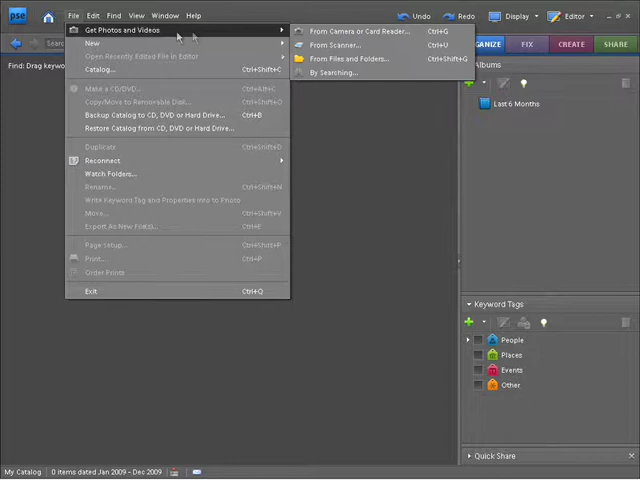 pse File Edit Find View Window Help Undo Redo Display Editor
Get Photos and Videos
New
Open Recently Edited File in Editor
Catalog... Ctrl+Shift+C
Make a CD/DVD... Ctrl+Alt+C
Copy/Move to Removable Disk...
Backup Catalog to CD, DVD or Hard Drive... Ctrl+B
Restore Catalog from CD, DVD or Hard Drive...
Duplicate Ctrl+Shift+D
Reconnect
Watch Folders...
Rename... Ctrl+Shift+N
Write Keyword Tag and Properties Info to Photo
Move... Ctrl+Shift+V
Export As New File(s)... Ctrl+E
Page Setup... Ctrl+Shift+P
Print... Ctrl+P
Order Prints
Exit Ctrl+Q
From Camera or Card Reader... Ctrl+G
From Scanner... Ctrl+U
From Files and Folders... Ctrl+Shift+G
By Searching...
Sear
Find: Drag keywo
GANIZE FIX CREATE SHARE
Albums
Last 6 Months
Keyword Tags
People
Places
Events
Other
Quick Share
My Catalog 0 items dated Jan 2009 - Dec 2009